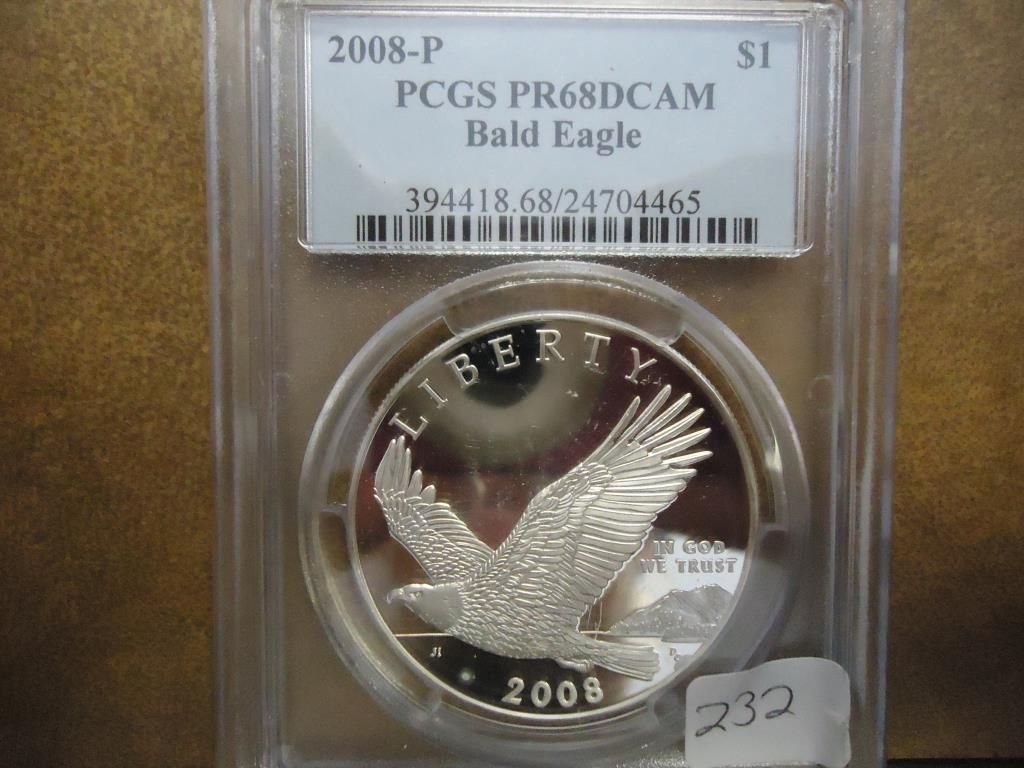 2008-P $1
PCGS PR68DCAM
Bald Eagle
394418.68/24704465
LIBERTY
IN GOD
WE TRUST
2008
232